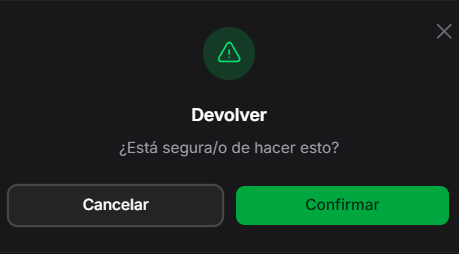 Devolver
¿Está segura/o de hacer esto?
Cancelar
Confirmar